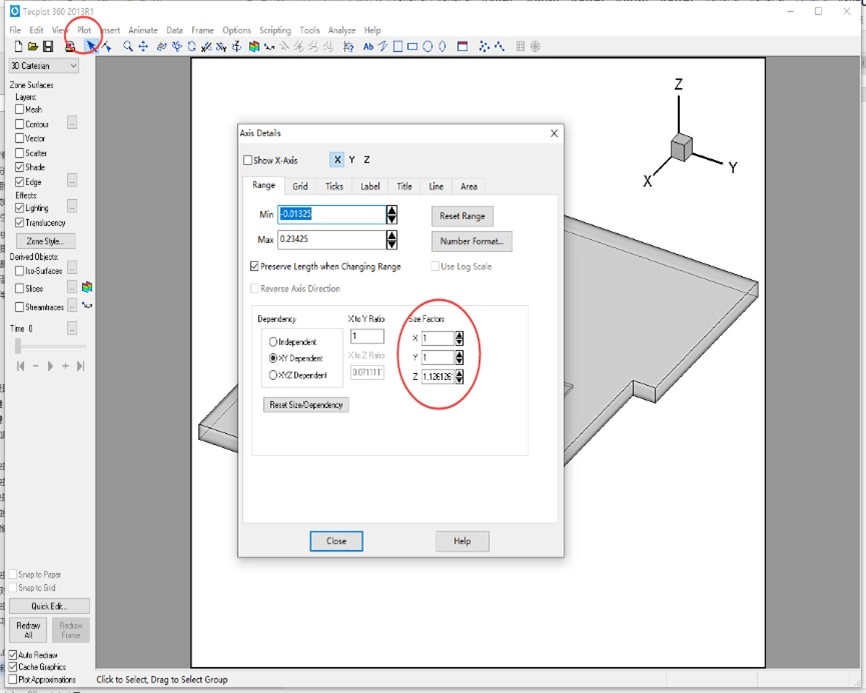 Tecplot 360 2013R1
File Edit View Plot Insert Animate Data Frame Options Scripting Tools Analyze Help
3D Cartesian
Zone Surfaces
Layers:
Mesh
Contour
Vector
Scatter
Shade
Edge
Effects:
Lighting
Translucency
Zone Style...
Derived Objects:
Iso-Surfaces
Slices
Streamtraces
Time 0
Snap to Paper
Snap to Grid
Quick Edit...
Redraw All
Redraw Frame
Auto Redraw
Cache Graphics
Plot Approximations
Z
Y
X
Axis Details
Show X-Axis X Y Z
Range Grid Ticks Label Title Line Area
Min -0.01325 Reset Range
Max 0.23425 Number Format...
Preserve Length when Changing Range Use Log Scale
Reverse Axis Direction
Dependency X to Y Ratio Size Factors
Independent 1 X 1
XY Dependent X to Z Ratio Y 1
XYZ Dependent 0.071111 Z 1.126126
Reset Size/Dependency
Close Help
Click to Select, Drag to Select Group